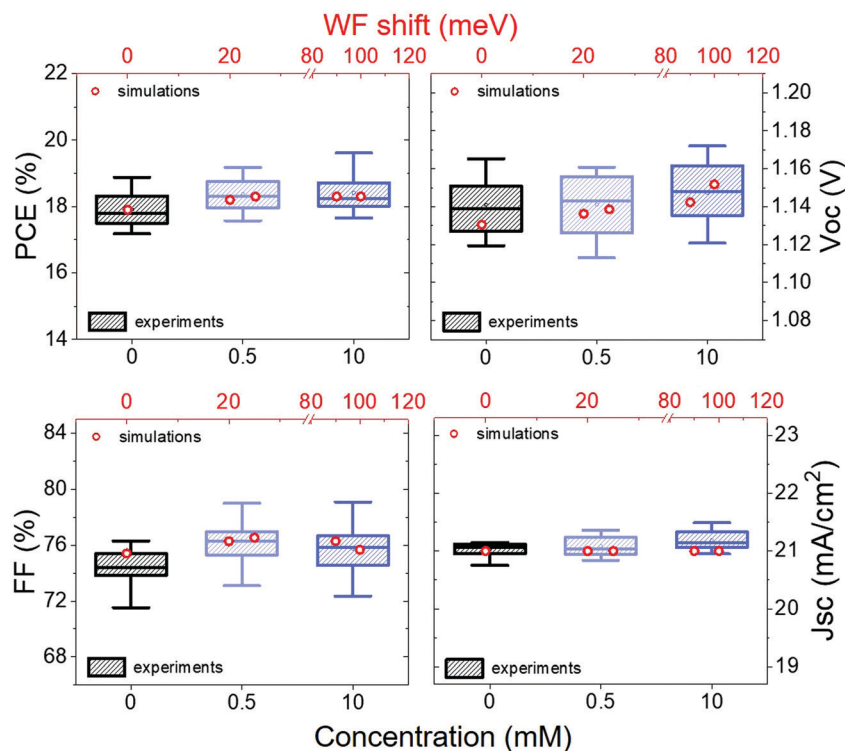 WF shift (meV)
0 20 80 100 120 0 20 80 100 120
22
20
18
16
14
PCE (%)
simulations
experiments
0 0.5 10
simulations
experiments
0 0.5 10
1.20
1.18
1.16
1.14
1.12
1.10
1.08
Voc (V)
0 20 80 100 120 0 20 80 100 120
84
80
76
72
68
FF (%)
simulations
experiments
0 0.5 10
simulations
experiments
0 0.5 10
23
22
21
20
19
Jsc (mA/cm²)
Concentration (mM)